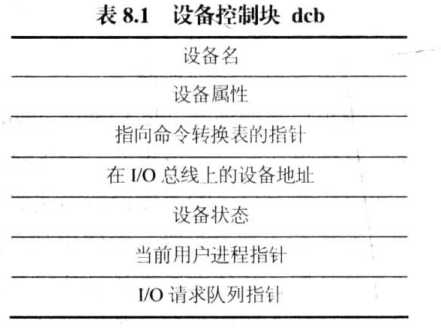 表 8.1 设备控制块 dcb
设备名
设备属性
指向命令转换表的指针
在 I/O 总线上的设备地址
设备状态
当前用户进程指针
I/O 请求队列指针